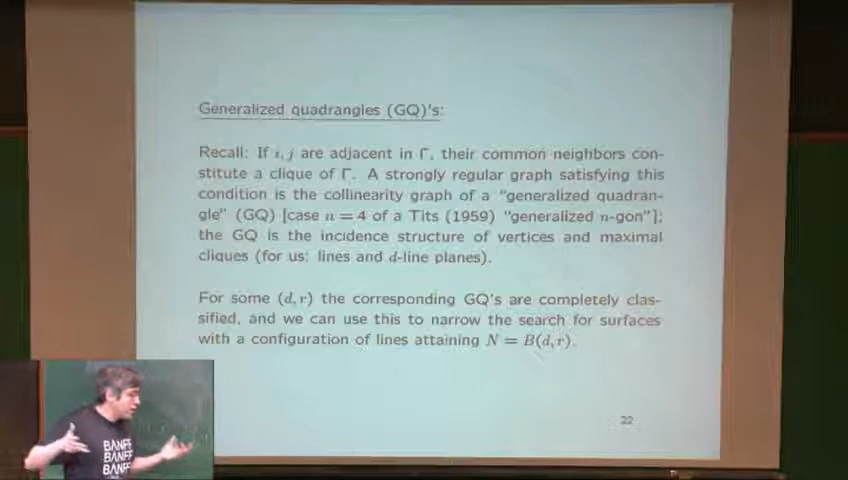 Generalized quadrangles (GQ)'s:
Recall: If i, j are adjacent in Γ, their common neighbors con-
stitute a clique of Γ. A strongly regular graph satisfying this
condition is the collinearity graph of a "generalized quadran-
gle" (GQ) [case n = 4 of a Tits (1959) "generalized n-gon"];
the GQ is the incidence structure of vertices and maximal
cliques (for us: lines and d-line planes).
For some (d, r) the corresponding GQ's are completely clas-
sified, and we can use this to narrow the search for surfaces
with a configuration of lines attaining N = B(d, r).
22
BANFF
BANFF
BANFF